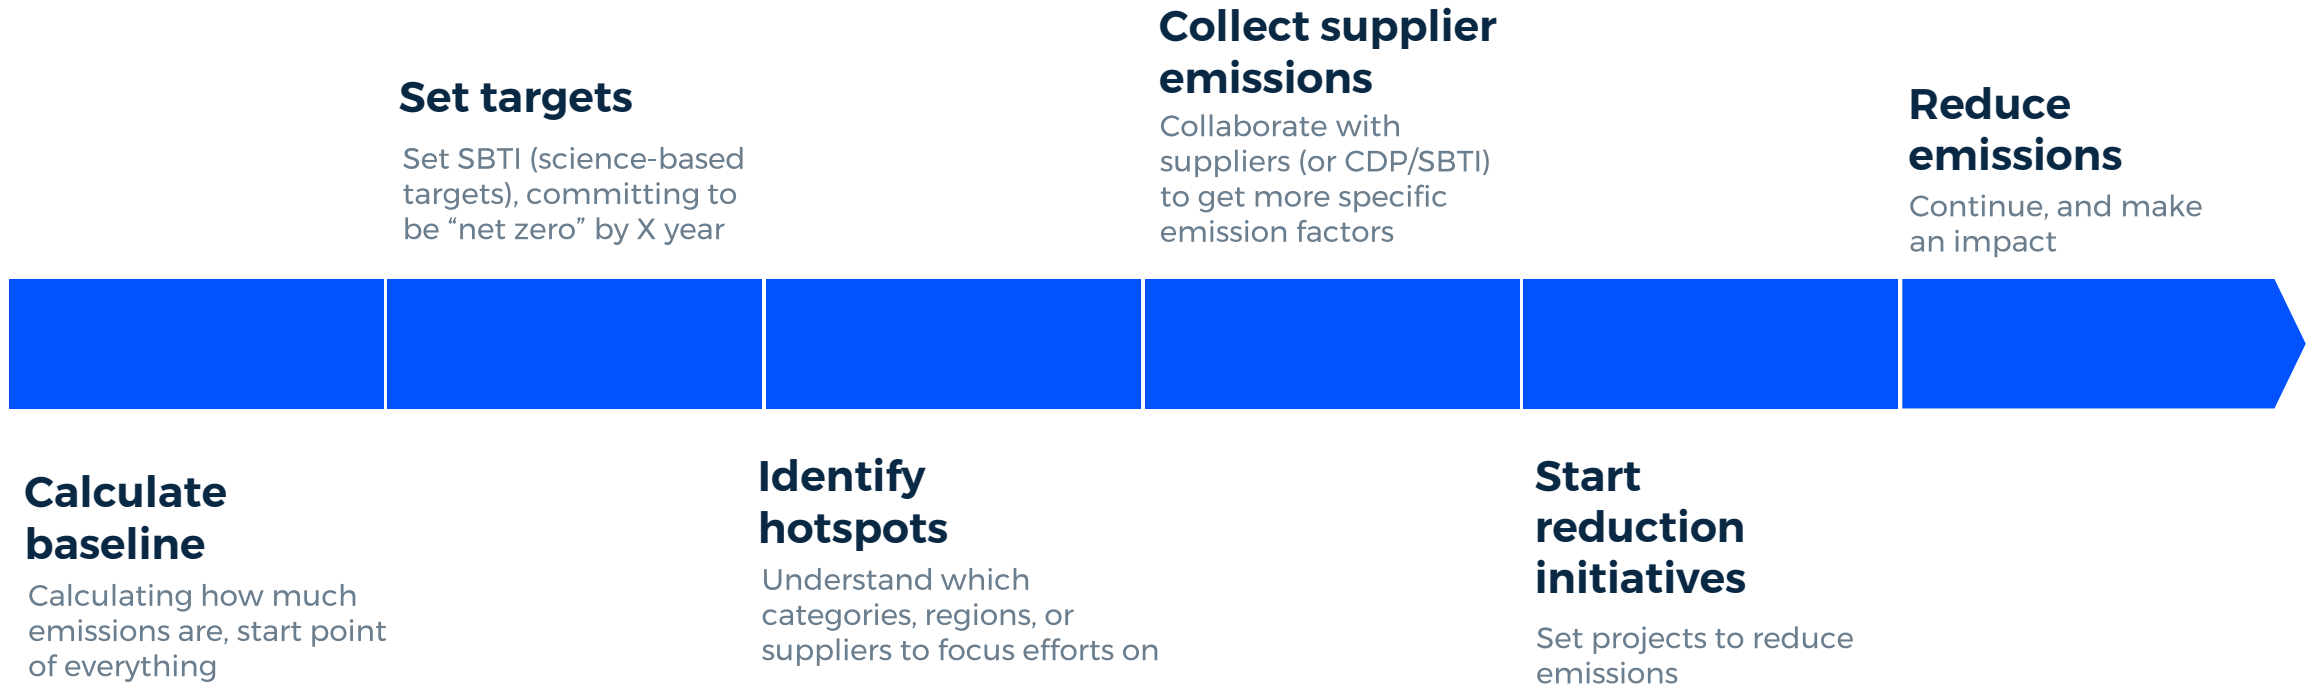 Calculate
baseline
Calculating how much
emissions are, start point
of everything
Set targets
Set SBTI (science-based
targets), committing to
be “net zero” by X year
Identify
hotspots
Understand which
categories, regions, or
suppliers to focus efforts on
Collect supplier
emissions
Collaborate with
suppliers (or CDP/SBTI)
to get more specific
emission factors
Start
reduction
initiatives
Set projects to reduce
emissions
Reduce
emissions
Continue, and make
an impact